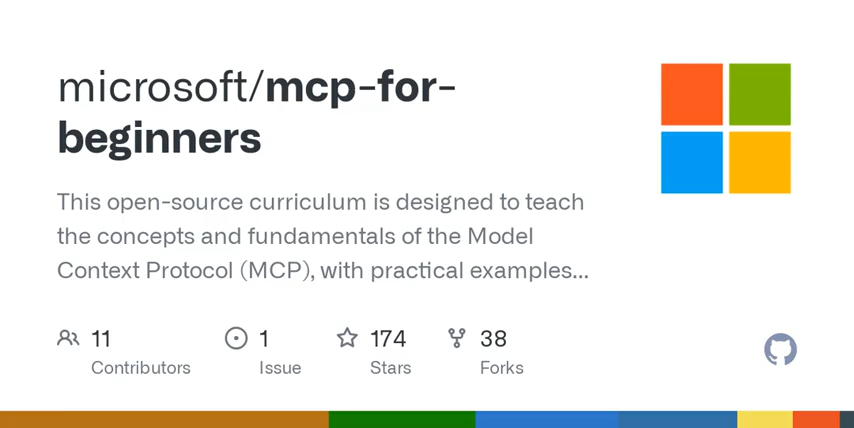 microsoft/mcp-for-
beginners
This open-source curriculum is designed to teach
the concepts and fundamentals of the Model
Context Protocol (MCP), with practical examples...
11 1 174 38
Contributors Issue Stars Forks